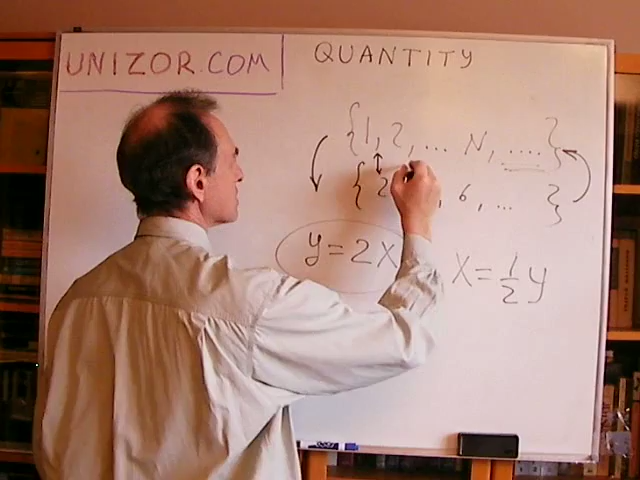 UNIZOR.COM
QUANTITY
{1, 2, ... N, ....}
{2 , 6, ... }
y = 2x
x = 1/2 y